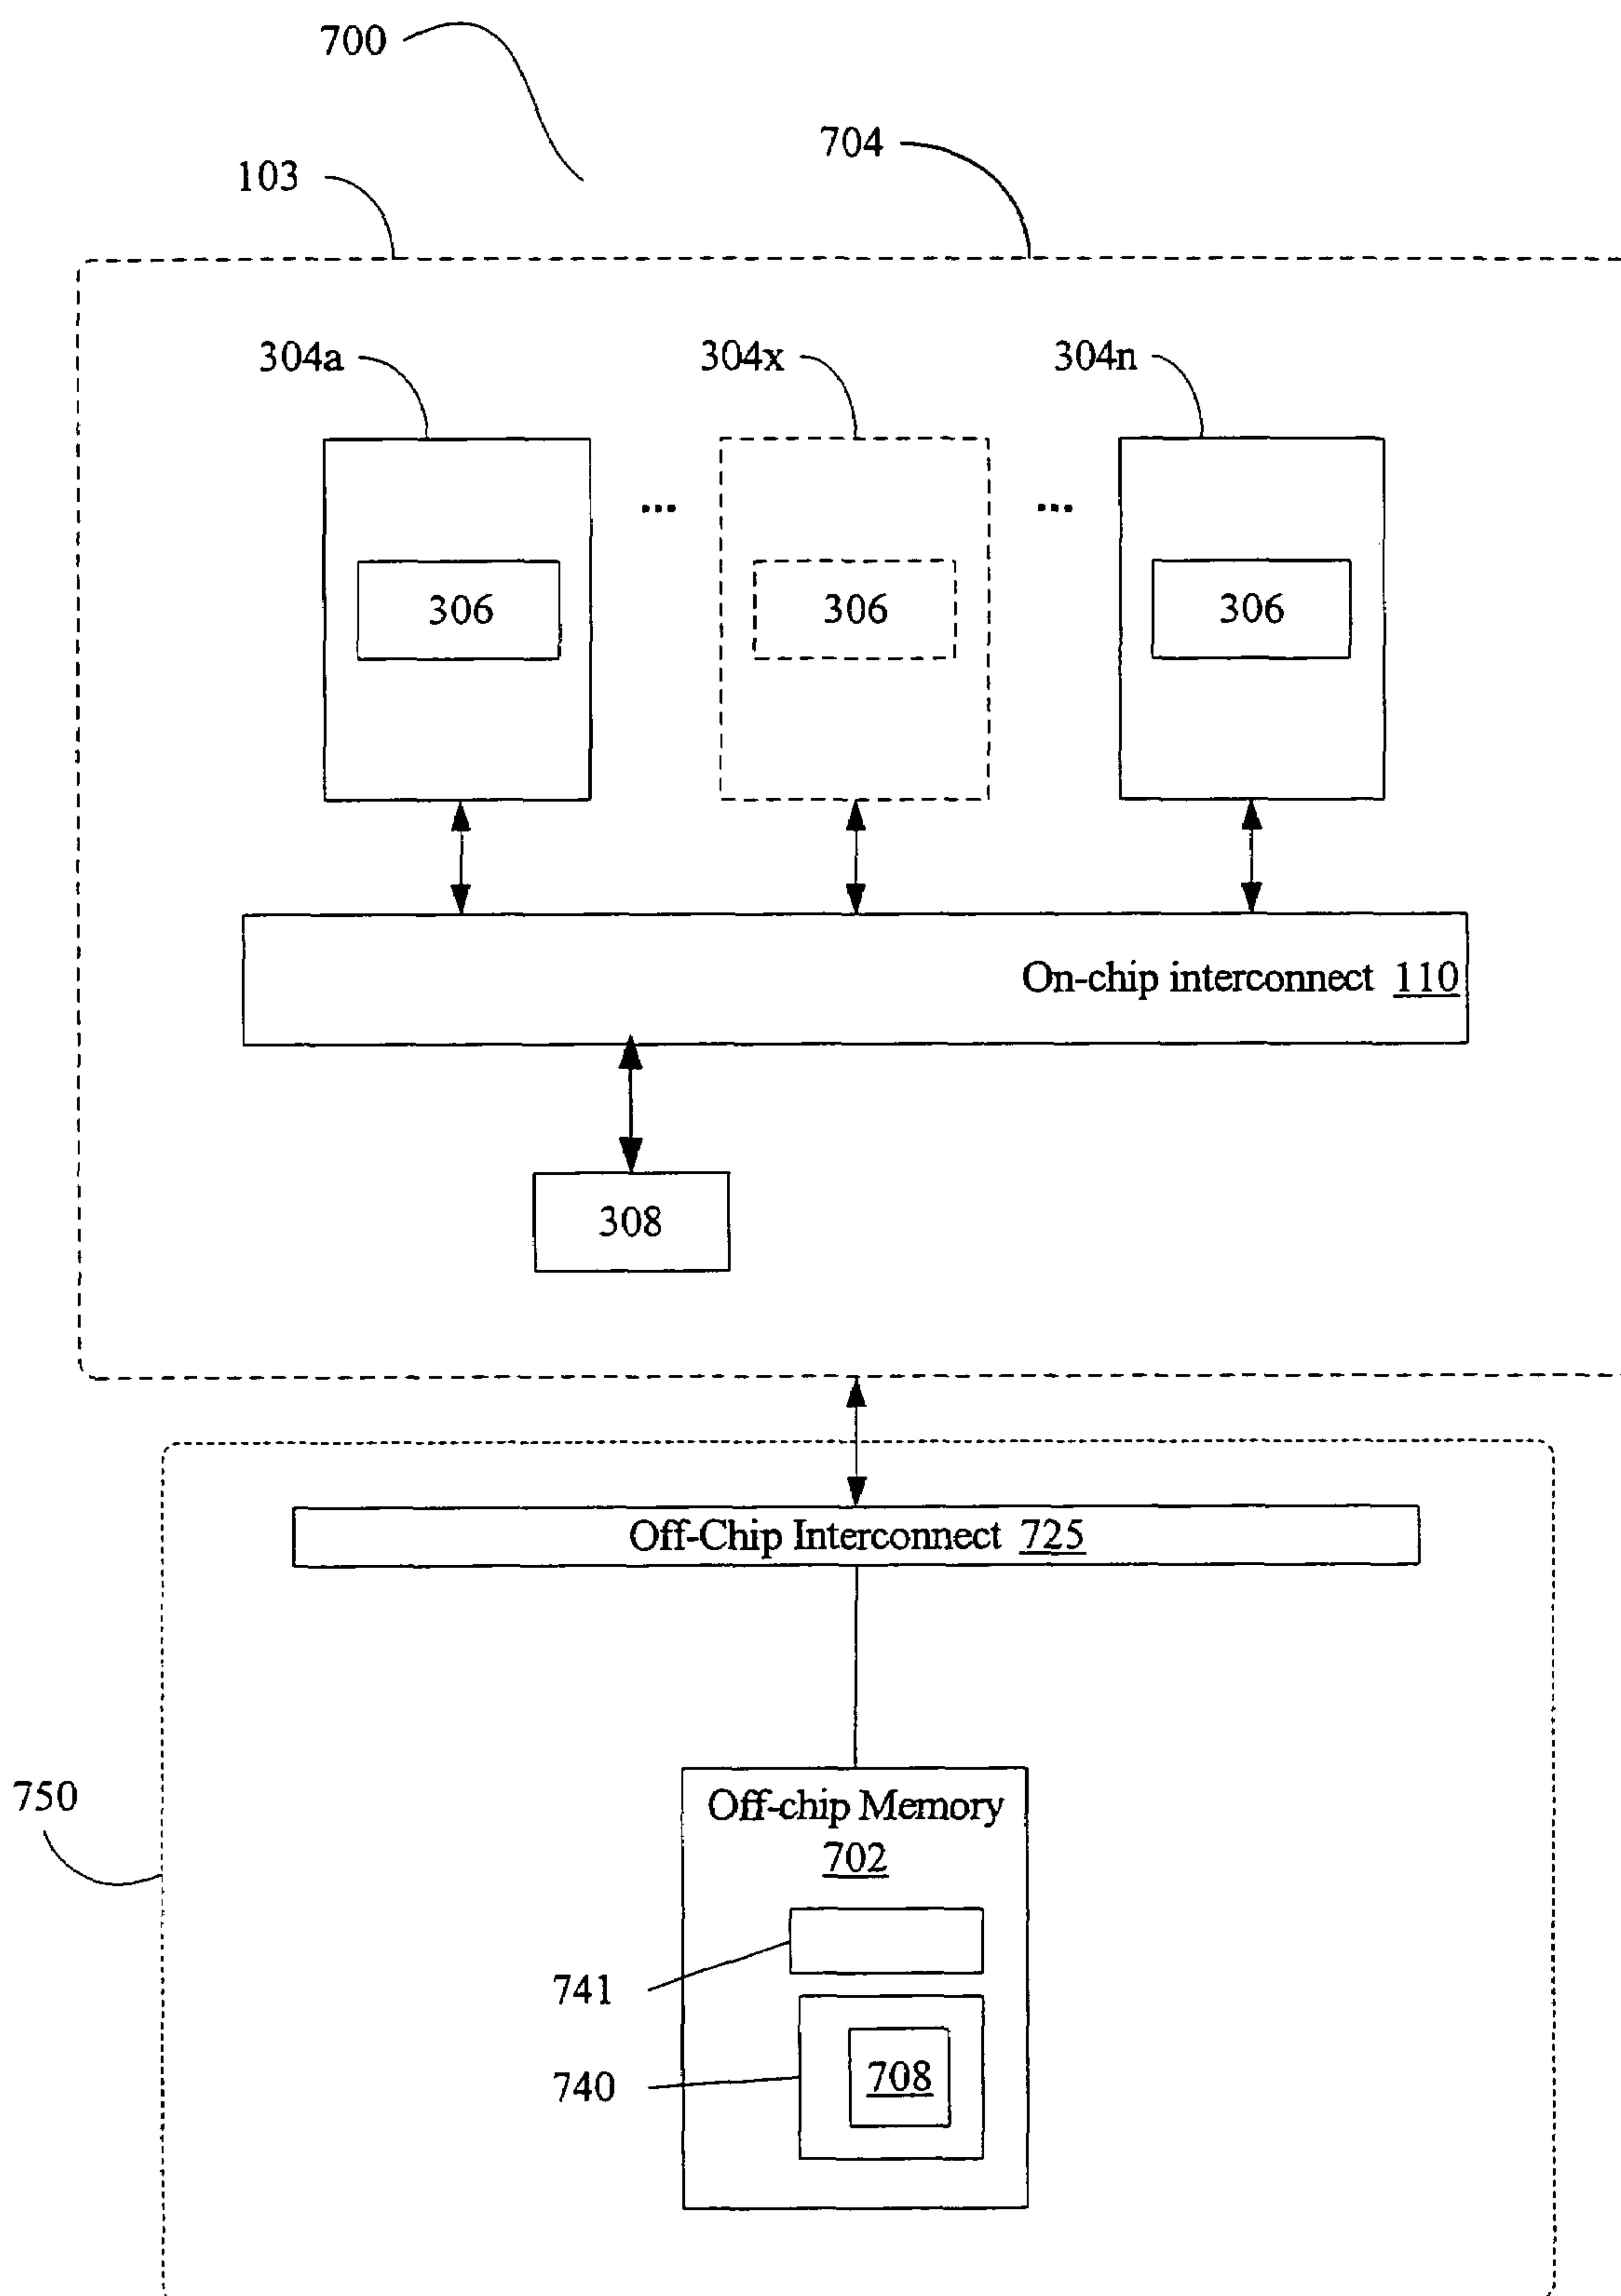 700
704
103
304a
304x
304n
...
...
306
306
306
On-chip interconnect 110
308
Off-Chip Interconnect 725
750
Off-chip Memory
702
741
740
708